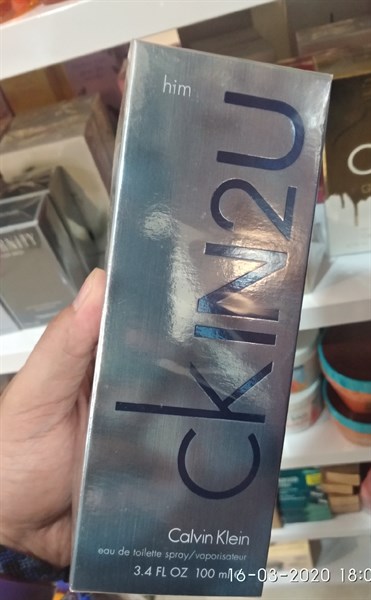 him
ckIN2U
Calvin Klein
eau de toilette spray/vaporisateur
3.4 FL OZ 100 ml
16-03-2020 18:0